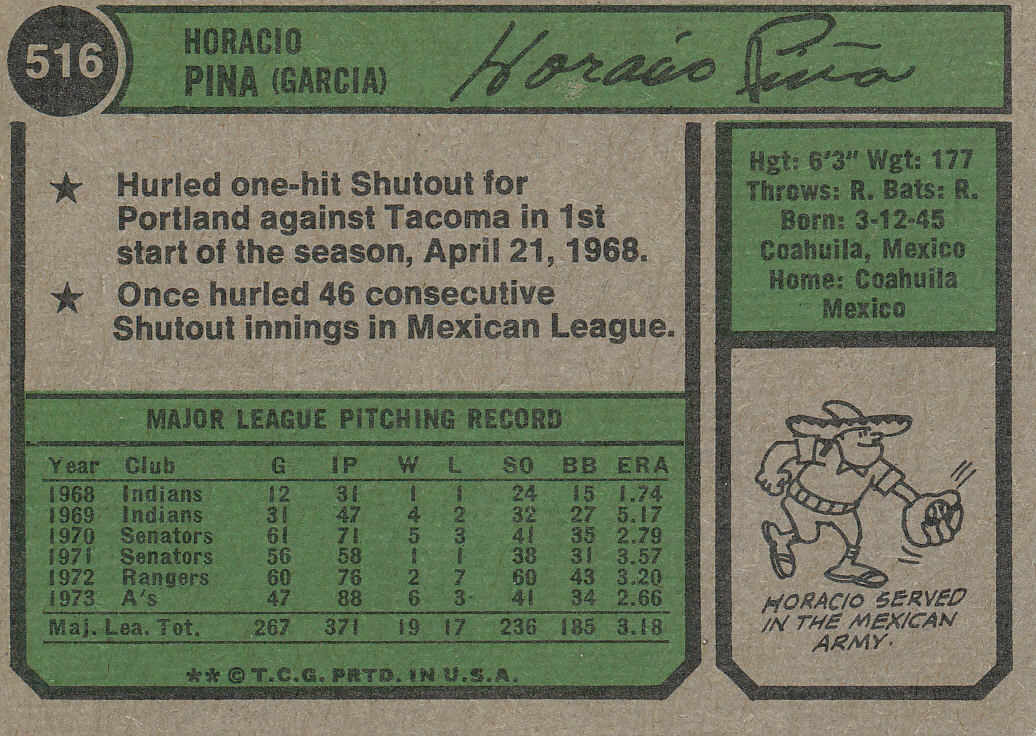 516
HORACIO
PINA (GARCIA)
Horacio Piña
★ Hurled one-hit Shutout for
Portland against Tacoma in 1st
start of the season, April 21, 1968.
★ Once hurled 46 consecutive
Shutout innings in Mexican League.
MAJOR LEAGUE PITCHING RECORD
Year Club G IP W L SO BB ERA
1968 Indians 12 31 1 1 24 15 1.74
1969 Indians 31 47 4 2 32 27 5.17
1970 Senators 61 71 5 3 41 35 2.79
1971 Senators 56 58 1 1 38 31 3.57
1972 Rangers 60 76 2 7 60 43 3.20
1973 A's 47 88 6 3 41 34 2.66
Maj. Lea. Tot. 267 371 19 17 236 185 3.18
** © T.C.G. PRTD. IN U.S.A.
Hgt: 6'3" Wgt: 177
Throws: R. Bats: R.
Born: 3-12-45
Coahuila, Mexico
Home: Coahuila
Mexico
HORACIO SERVED
IN THE MEXICAN
ARMY.